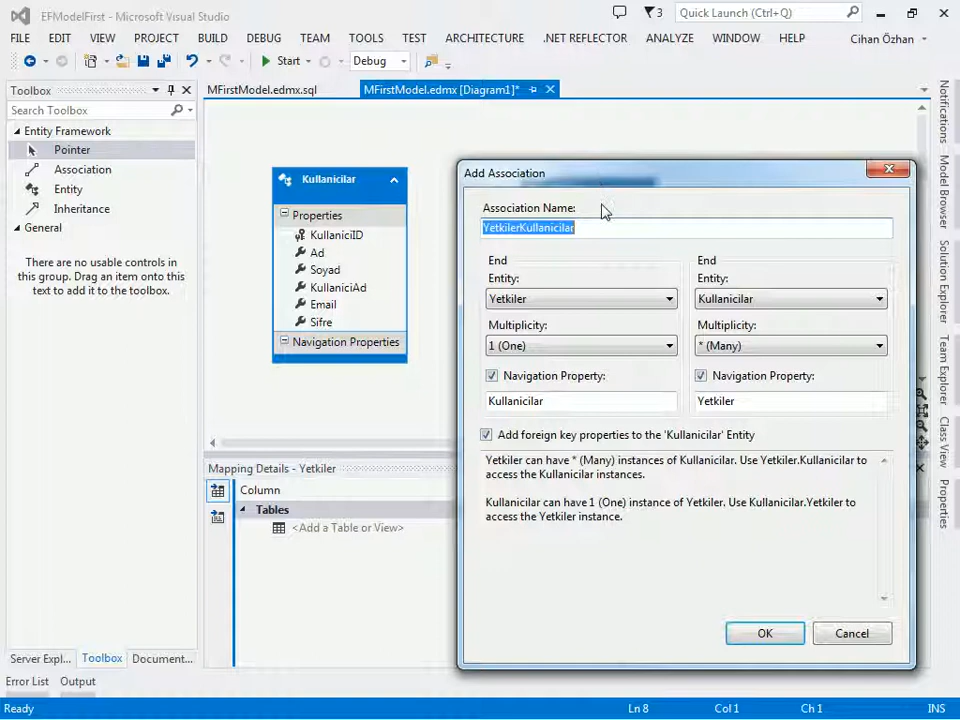 EFModelFirst - Microsoft Visual Studio
3
Quick Launch (Ctrl+Q)
FILE EDIT VIEW PROJECT BUILD DEBUG TEAM TOOLS TEST ARCHITECTURE .NET REFLECTOR ANALYZE WINDOW HELP Cihan Özhan
Start Debug
Toolbox
Search Toolbox
Entity Framework
Pointer
Association
Entity
Inheritance
General
There are no usable controls in
this group. Drag an item onto this
text to add it to the toolbox.
MFirstModel.edmx.sql
MFirstModel.edmx [Diagram1]*
Kullanicilar
Properties
KullaniciID
Ad
Soyad
KullaniciAd
Email
Sifre
Navigation Properties
Mapping Details - Yetkiler
Column
Tables
<Add a Table or View>
Add Association
Association Name:
YetkilerKullanicilar
End
Entity:
Yetkiler
Multiplicity:
1 (One)
Navigation Property:
Kullanicilar
End
Entity:
Kullanicilar
Multiplicity:
* (Many)
Navigation Property:
Yetkiler
Add foreign key properties to the 'Kullanicilar' Entity
Yetkiler can have * (Many) instances of Kullanicilar. Use Yetkiler.Kullanicilar to
access the Kullanicilar instances.
Kullanicilar can have 1 (One) instance of Yetkiler. Use Kullanicilar.Yetkiler to
access the Yetkiler instance.
OK
Cancel
Notifications
Model Browser
Solution Explorer
Team Explorer
Class View
Properties
Server Expl...
Toolbox
Document...
Error List
Output
Ready
Ln 8
Col 1
Ch 1
INS